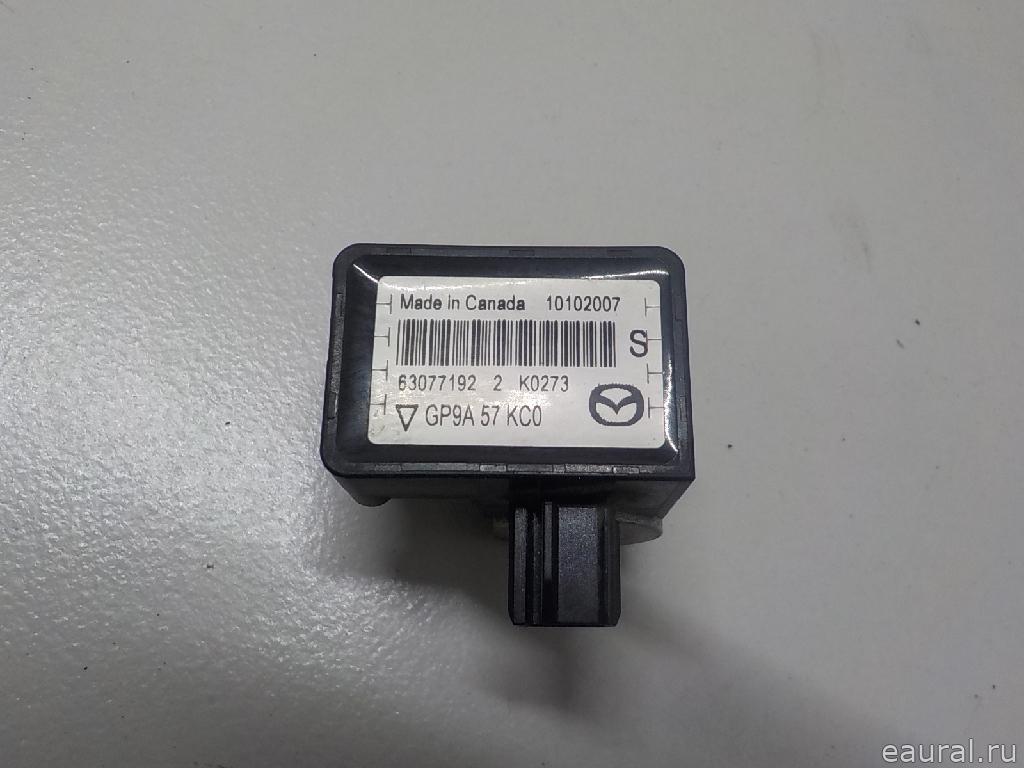 Made in Canada 10102007
S
63077192 2 K0273
GP9A 57 KC0
eaural.ru